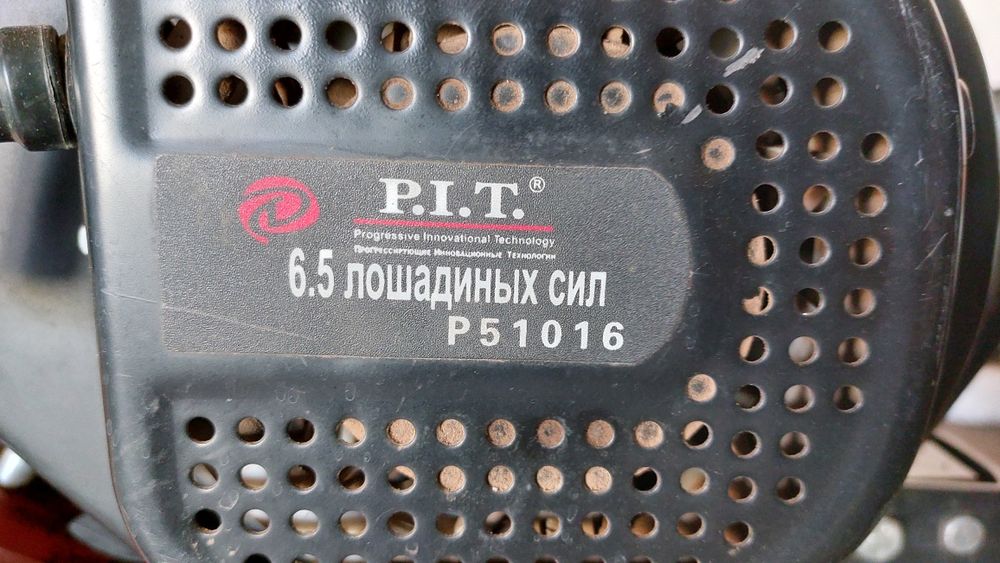 P.I.T.®
Progressive Innovational Technology
Прогрессирующие Инновационные Технологии
6.5 лошадиных сил
P51016